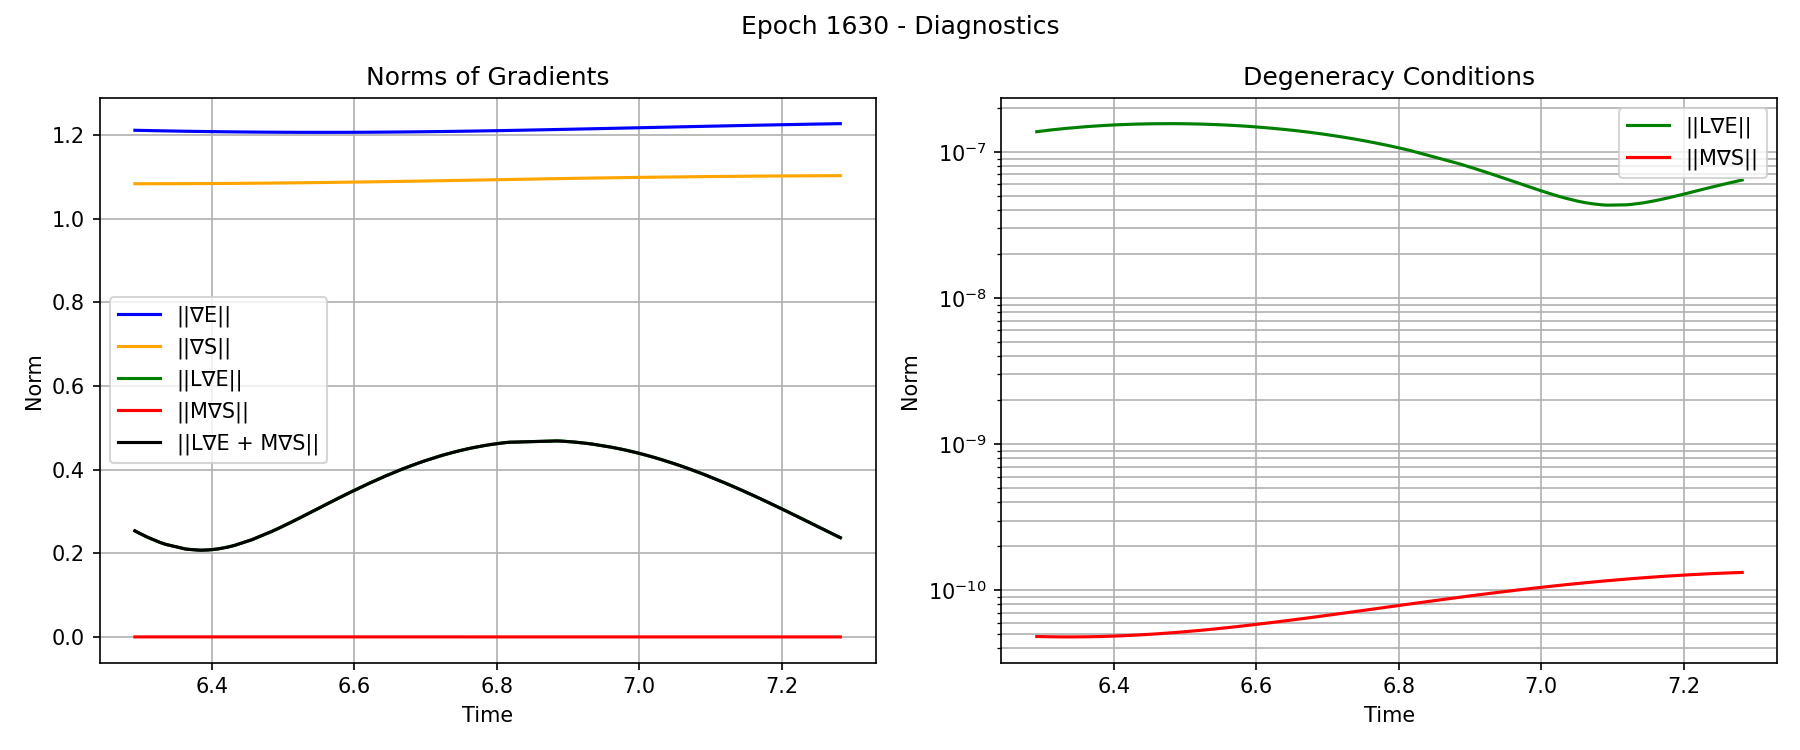 Epoch 1630 - Diagnostics
Norms of Gradients
Norm
1.2
1.0
0.8
0.6
0.4
0.2
0.0
||∇E||
||∇S||
||L∇E||
||M∇S||
||L∇E + M∇S||
6.4
6.6
6.8
7.0
7.2
Time
Degeneracy Conditions
Norm
10⁻⁷
10⁻⁸
10⁻⁹
10⁻¹⁰
||L∇E||
||M∇S||
6.4
6.6
6.8
7.0
7.2
Time